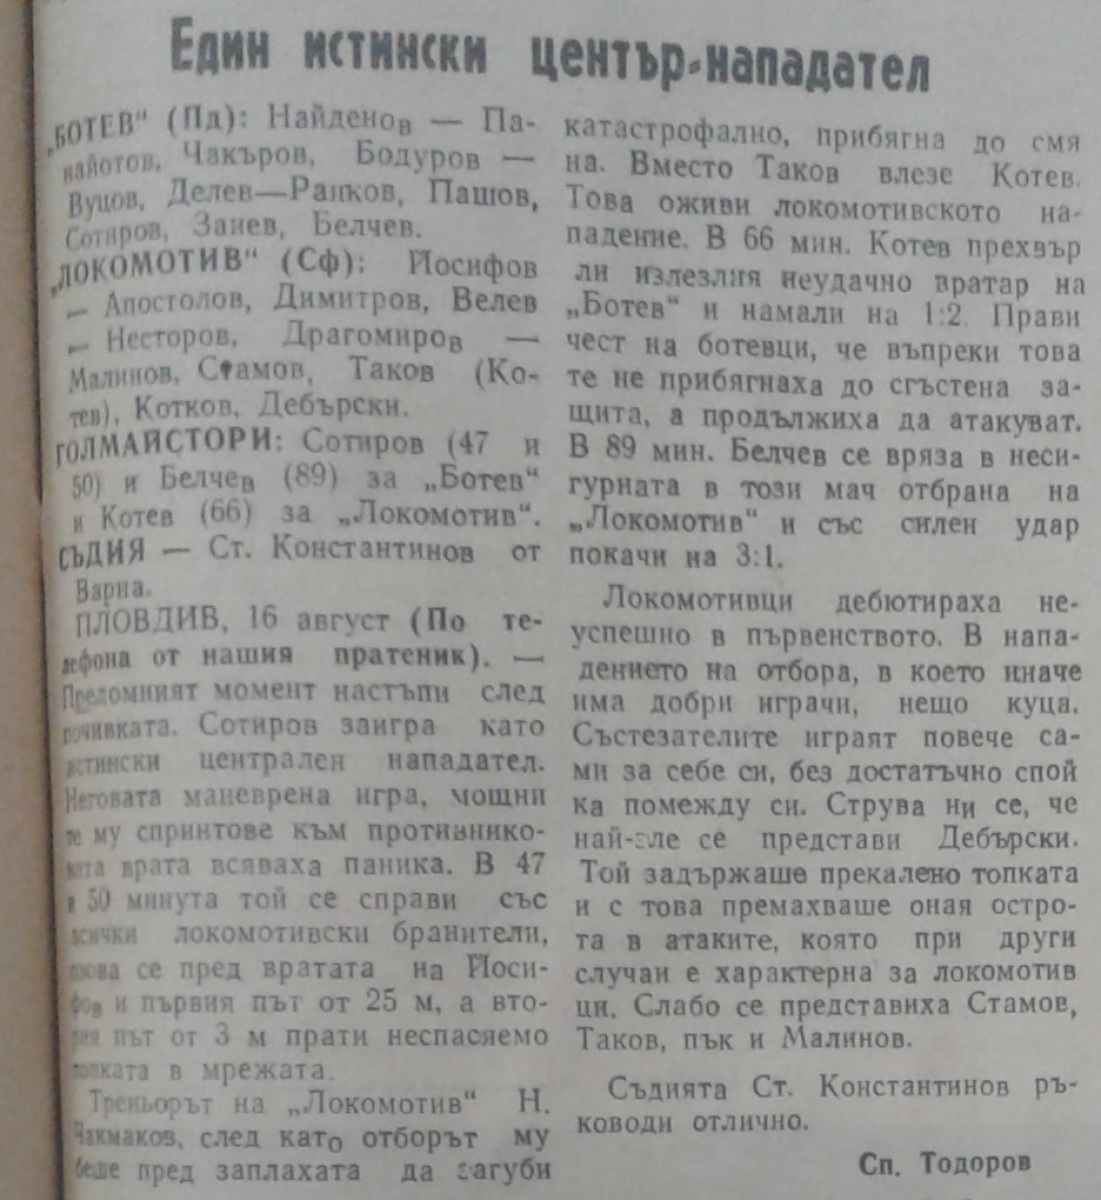 Един истински център-нападател
„БОТЕВ“ (Пд): Найденов — Па-
найотов, Чакъров, Бодуров —
Вуцов, Делев—Ранков, Пашов,
Сотиров, Занев, Белчев.
„ЛОКОМОТИВ“ (Сф): Йосифов
— Апостолов, Димитров, Велев
— Несторов, Драгомиров —
Малинов, Стамов, Таков (Ко-
тев), Котков, Дебърски.
ГОЛМАЙСТОРИ: Сотиров (47 и
50) и Белчев (89) за „Ботев“
и Котев (66) за „Локомотив“.
СЪДИЯ — Ст. Константинов от
Варна.
ПЛОВДИВ, 16 август (По те-
лефона от нашия пратеник). —
Преломният момент настъпи след
почивката. Сотиров заигра като
истински централен нападател.
Неговата маневрена игра, мощни
те му спринтове към противнико-
вата врата всяваха паника. В 47
и 50 минута той се справи със
всички локомотивски бранители,
прова се пред вратата на Йоси-
фов и първия път от 25 м, а вто-
рия път от 3 м прати неспасяемо
топката в мрежата.
Треньорът на „Локомотив“ Н.
Чакмаков, след като отборът му
беше пред заплахата да загуби
катастрофално, прибягна до смя
на. Вместо Таков влезе Котев.
Това оживи локомотивското на-
падение. В 66 мин. Котев прехвър
ли излезлия неудачно вратар на
„Ботев“ и намали на 1:2. Прави
чест на ботевци, че въпреки това
те не прибягнаха до сгъстена за-
щита, а продължиха да атакуват.
В 89 мин. Белчев се вряза в неси-
гурната в този мач отбрана на
„Локомотив“ и със силен удар
покачи на 3:1.
Локомотивци дебютираха не-
успешно в първенството. В напа-
дението на отбора, в което иначе
има добри играчи, нещо куца.
Състезателите играят повече са-
ми за себе си, без достатъчно спой
ка помежду си. Струва ни се, че
най-зле се представи Дебърски.
Той задържаше прекалено топката
и с това премахваше оная остро-
та в атаките, която при други
случаи е характерна за локомотив
ци. Слабо се представиха Стамов,
Таков, пък и Малинов.
Съдията Ст. Константинов ръ-
ководи отлично.
Сп. Тодоров